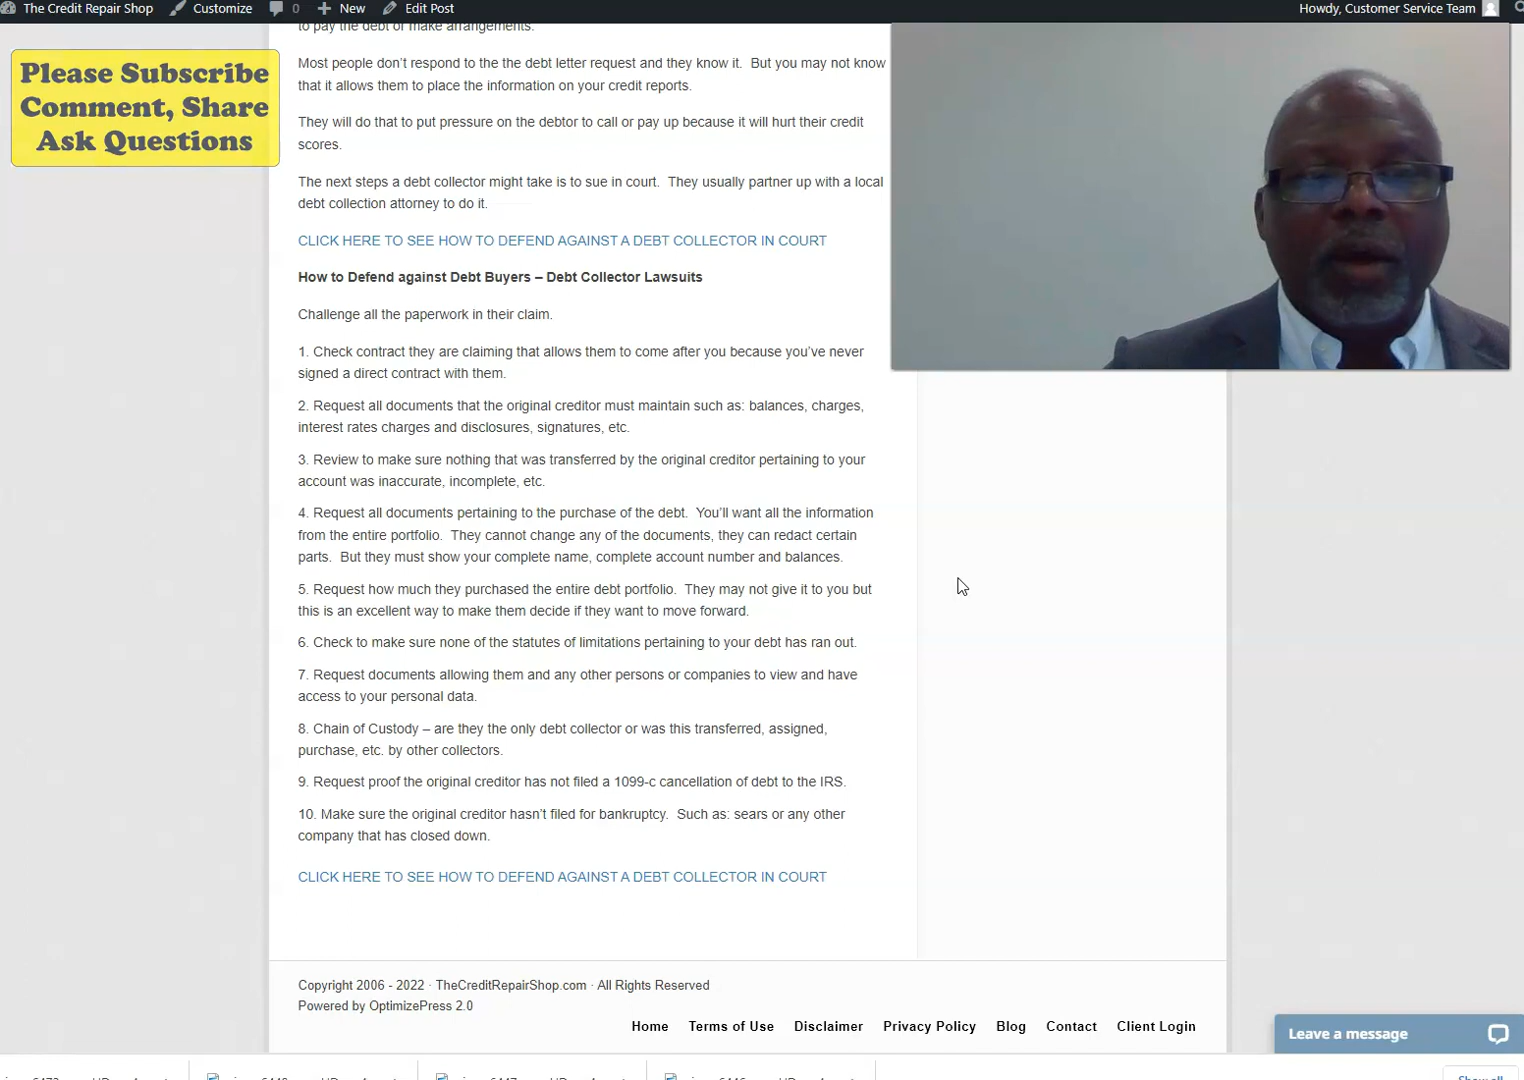 The Credit Repair Shop Customize 0 New Edit Post Howdy, Customer Service Team
Please Subscribe
Comment, Share
Ask Questions
to pay the debt or make arrangements.
Most people don't respond to the the debt letter request and they know it. But you may not know
that it allows them to place the information on your credit reports.
They will do that to put pressure on the debtor to call or pay up because it will hurt their credit
scores.
The next steps a debt collector might take is to sue in court. They usually partner up with a local
debt collection attorney to do it.
CLICK HERE TO SEE HOW TO DEFEND AGAINST A DEBT COLLECTOR IN COURT
How to Defend against Debt Buyers – Debt Collector Lawsuits
Challenge all the paperwork in their claim.
1. Check contract they are claiming that allows them to come after you because you've never
signed a direct contract with them.
2. Request all documents that the original creditor must maintain such as: balances, charges,
interest rates charges and disclosures, signatures, etc.
3. Review to make sure nothing that was transferred by the original creditor pertaining to your
account was inaccurate, incomplete, etc.
4. Request all documents pertaining to the purchase of the debt. You'll want all the information
from the entire portfolio. They cannot change any of the documents, they can redact certain
parts. But they must show your complete name, complete account number and balances.
5. Request how much they purchased the entire debt portfolio. They may not give it to you but
this is an excellent way to make them decide if they want to move forward.
6. Check to make sure none of the statutes of limitations pertaining to your debt has ran out.
7. Request documents allowing them and any other persons or companies to view and have
access to your personal data.
8. Chain of Custody – are they the only debt collector or was this transferred, assigned,
purchase, etc. by other collectors.
9. Request proof the original creditor has not filed a 1099-c cancellation of debt to the IRS.
10. Make sure the original creditor hasn't filed for bankruptcy. Such as: sears or any other
company that has closed down.
CLICK HERE TO SEE HOW TO DEFEND AGAINST A DEBT COLLECTOR IN COURT
Copyright 2006 - 2022 · TheCreditRepairShop.com · All Rights Reserved
Powered by OptimizePress 2.0
Home Terms of Use Disclaimer Privacy Policy Blog Contact Client Login
Leave a message
Show all